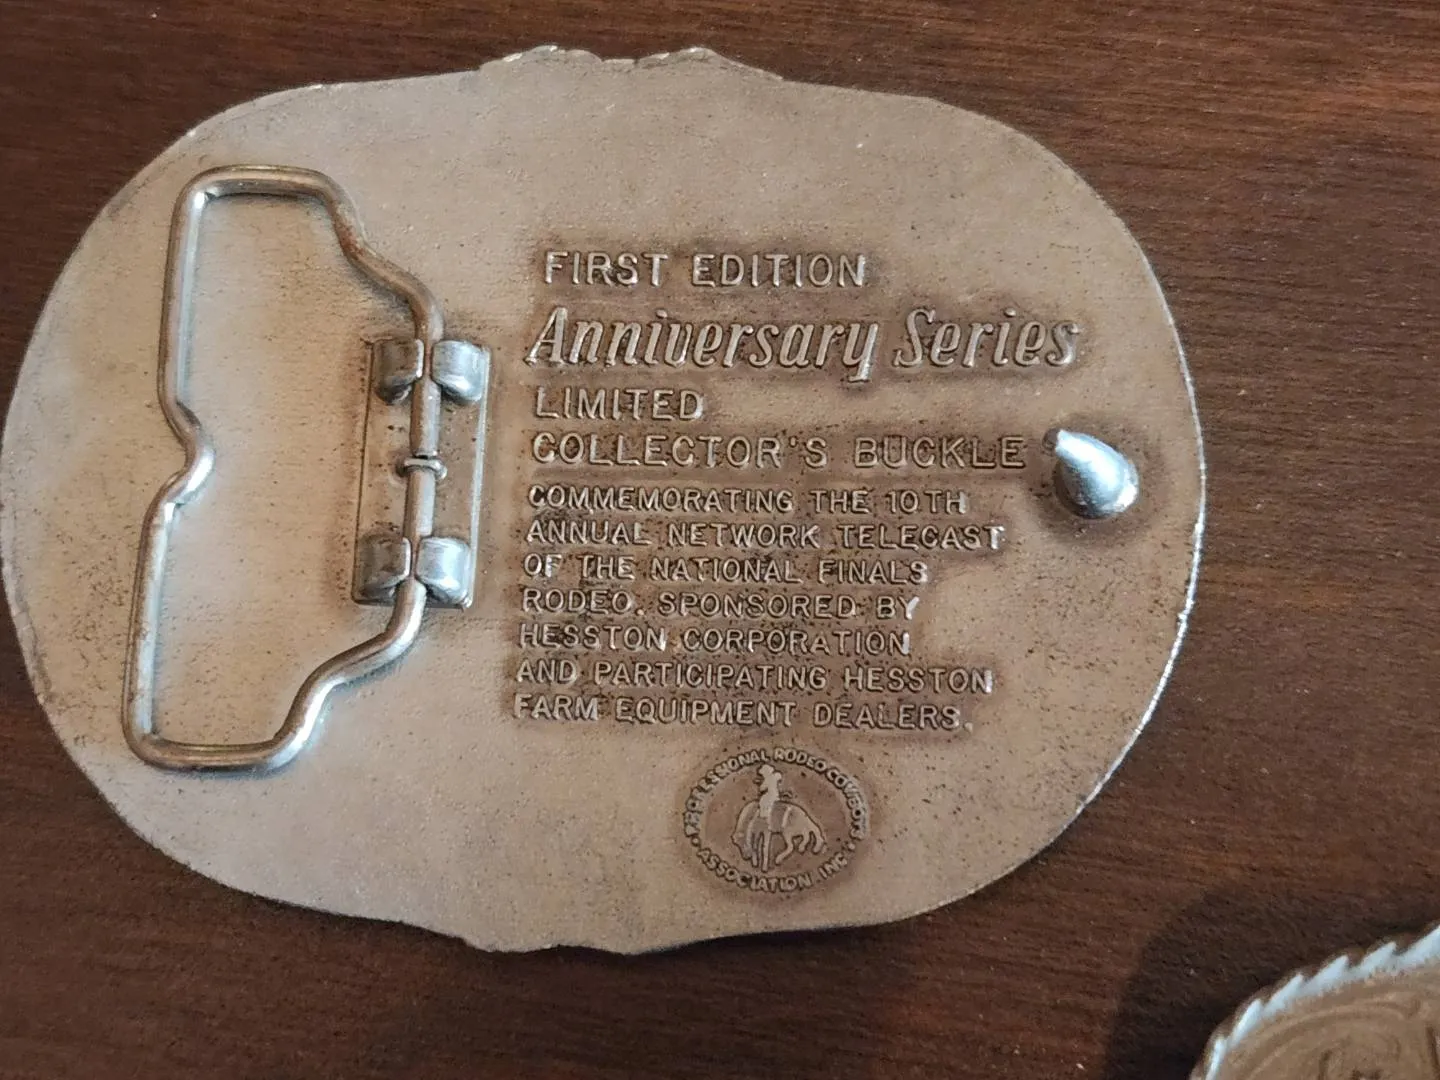 FIRST EDITION
Anniversary Series
LIMITED
COLLECTOR'S BUCKLE
COMMEMORATING THE 10TH
ANNUAL NETWORK TELECAST
OF THE NATIONAL FINALS
RODEO. SPONSORED BY
HESSTON CORPORATION
AND PARTICIPATING HESSTON
FARM EQUIPMENT DEALERS.
PROFESSIONAL RODEO COWBOYS
ASSOCIATION, INC.